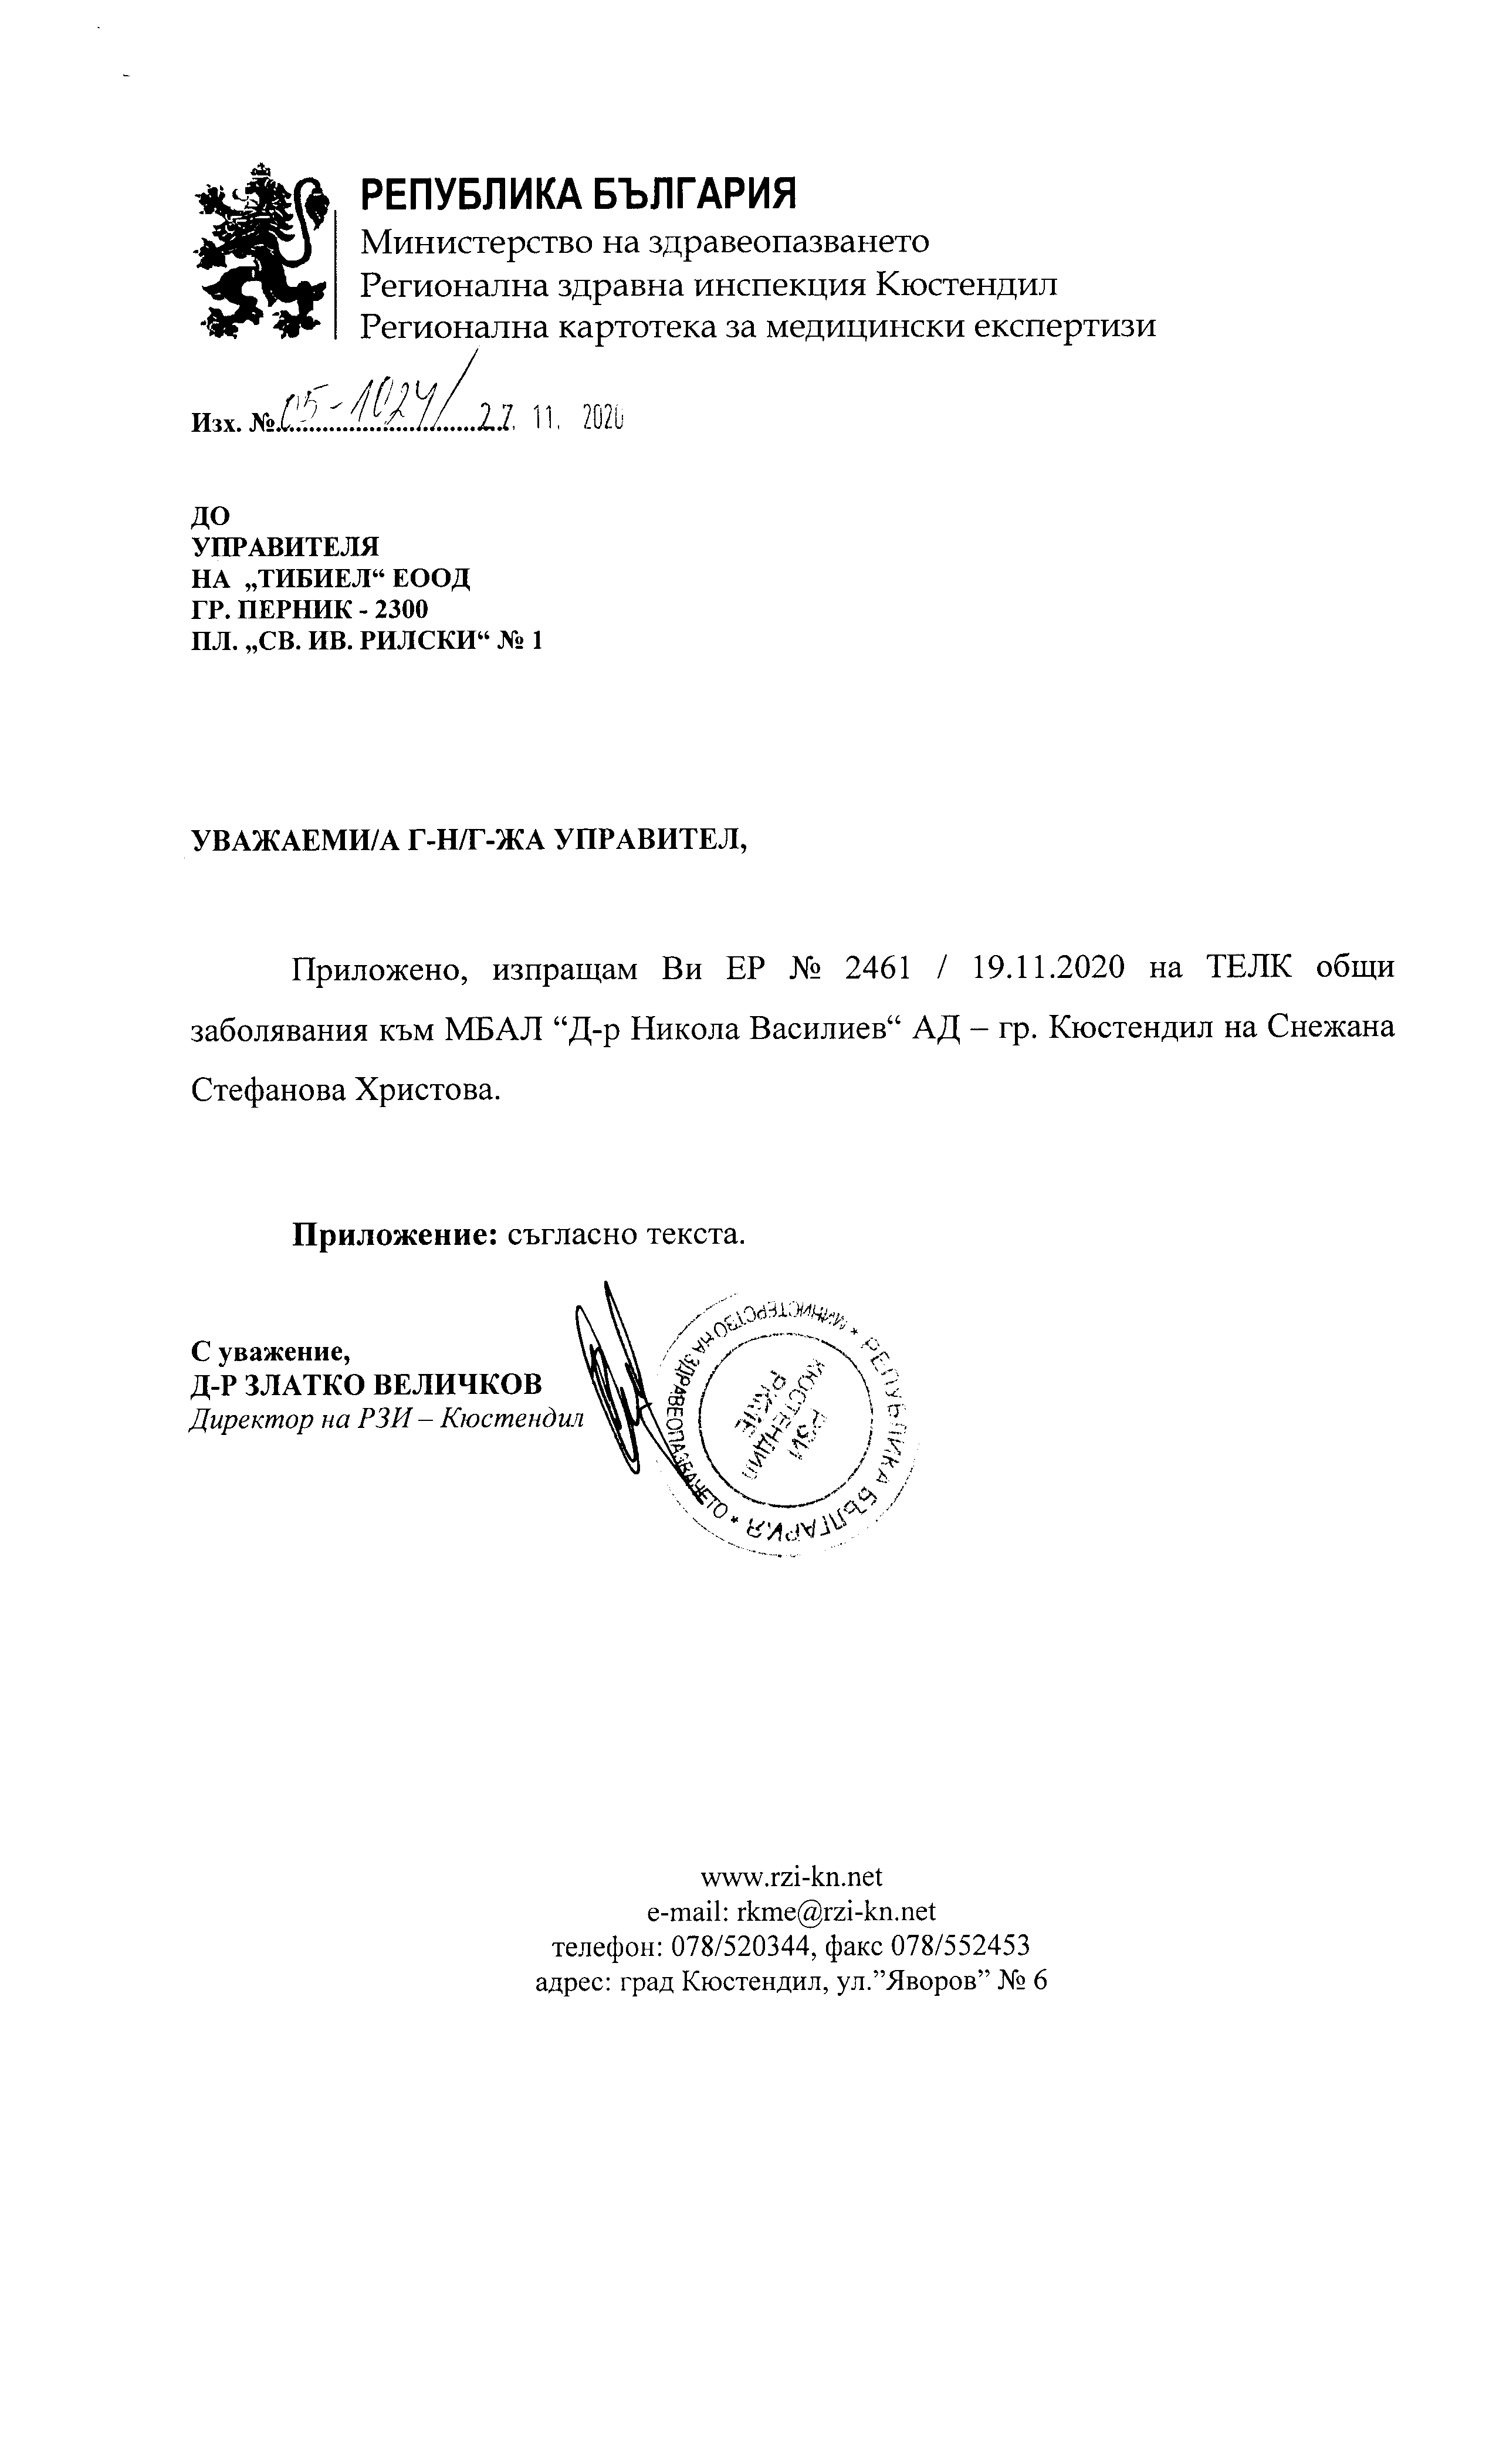 РЕПУБЛИКА БЪЛГАРИЯ
Министерство на здравеопазването
Регионална здравна инспекция Кюстендил
Регионална картотека за медицински експертизи
Изх. № 05-1024/27. 11. 2020
ДО
УПРАВИТЕЛЯ
НА „ТИБИЕЛ“ ЕООД
ГР. ПЕРНИК - 2300
ПЛ. „СВ. ИВ. РИЛСКИ“ № 1
УВАЖАЕМИ/А Г-Н/Г-ЖА УПРАВИТЕЛ,
Приложено, изпращам Ви ЕР № 2461 / 19.11.2020 на ТЕЛК общи
заболявания към МБАЛ “Д-р Никола Василиев“ АД – гр. Кюстендил на Снежана
Стефанова Христова.
Приложение: съгласно текста.
С уважение,
Д-Р ЗЛАТКО ВЕЛИЧКОВ
Директор на РЗИ – Кюстендил
РЕПУБЛИКА БЪЛГАРИЯ * МИНИСТЕРСТВО НА ЗДРАВЕОПАЗВАНЕТО *
РЗИ
КЮСТЕНДИЛ
РКМЕ
www.rzi-kn.net
e-mail: rkme@rzi-kn.net
телефон: 078/520344, факс 078/552453
адрес: град Кюстендил, ул.”Яворов” № 6